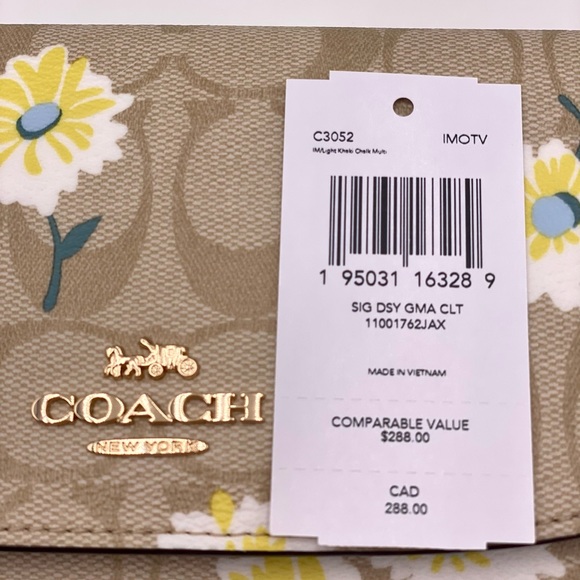 C3052 IMOTV
IM/Light Khaki Chalk Multi
1 95031 16328 9
SIG DSY GMA CLT
11001762JAX
MADE IN VIETNAM
COMPARABLE VALUE
$288.00
CAD
288.00
COACH
NEW YORK